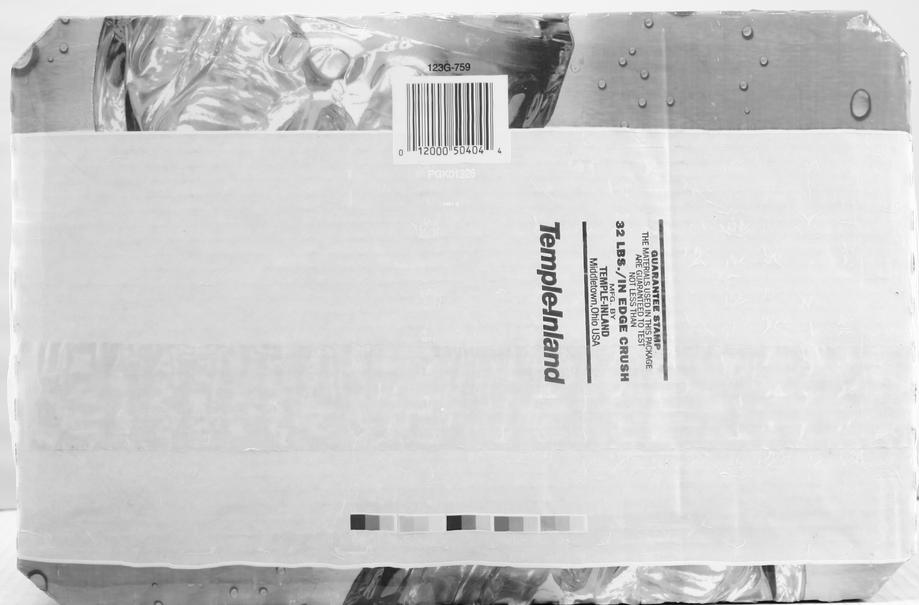 123G-759
0 12000 50404 4
PGK01226
GUARANTEE STAMP
THE MATERIALS USED IN THIS PACKAGE
ARE GUARANTEED TO TEST
NOT LESS THAN
32 LBS./IN EDGE CRUSH
MFG. BY
TEMPLE-INLAND
Middletown,Ohio USA
Temple-Inland